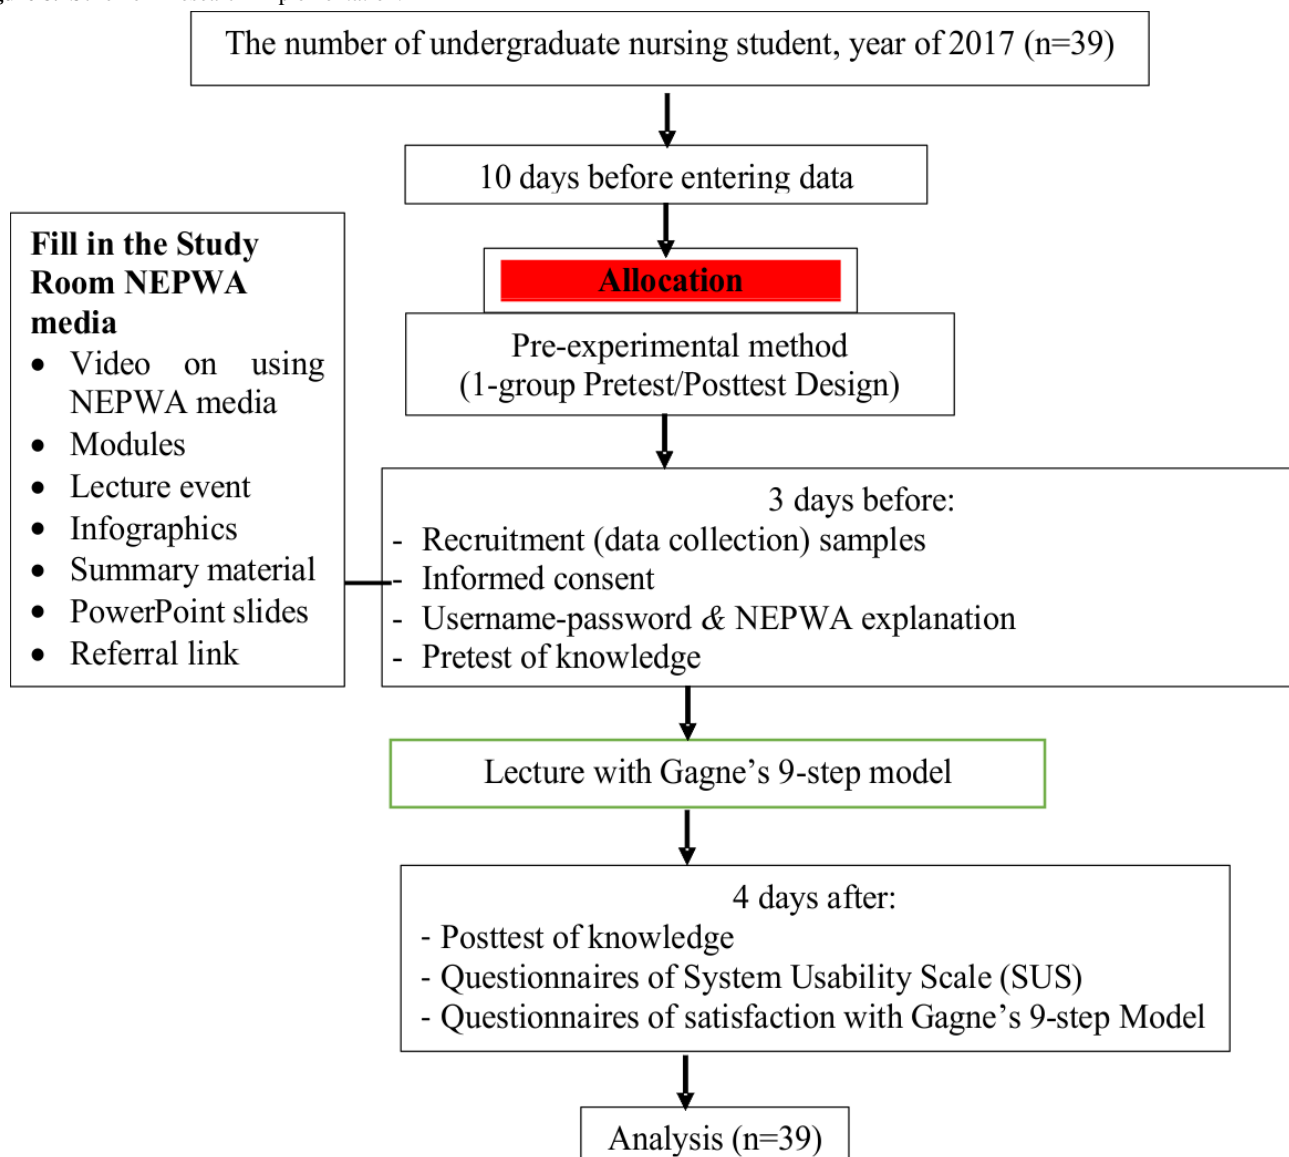 The number of undergraduate nursing student, year of 2017 (n=39)
10 days before entering data
Allocation
Pre-experimental method
(1-group Pretest/Posttest Design)
Fill in the Study
Room NEPWA
media
• Video on using
NEPWA media
• Modules
• Lecture event
• Infographics
• Summary material
• PowerPoint slides
• Referral link
3 days before:
- Recruitment (data collection) samples
- Informed consent
- Username-password & NEPWA explanation
- Pretest of knowledge
Lecture with Gagne’s 9-step model
4 days after:
- Posttest of knowledge
- Questionnaires of System Usability Scale (SUS)
- Questionnaires of satisfaction with Gagne’s 9-step Model
Analysis (n=39)